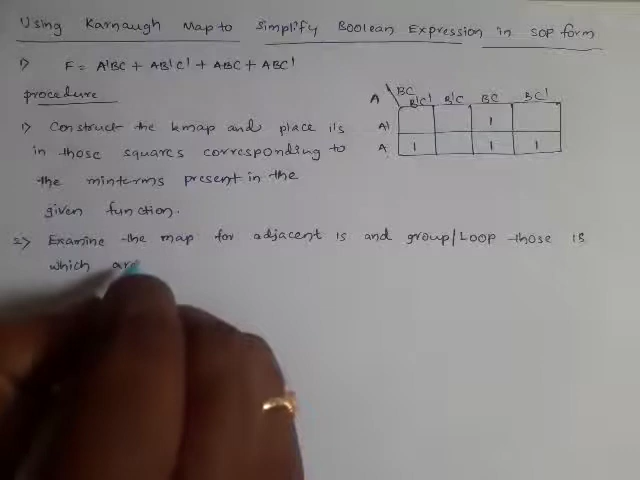 Using Karnaugh Map to Simplify Boolean Expression in SOP form
1> F = A'BC + AB'C' + ABC + ABC'
procedure
A \ BC
B'C' B'C BC BC'
A' 1
A 1 1 1
1> Construct the kmap and place 1s
in those squares corresponding to
the minterms present in the
given function.
2> Examine the map for adjacent 1s and group/Loop those 1s
which are